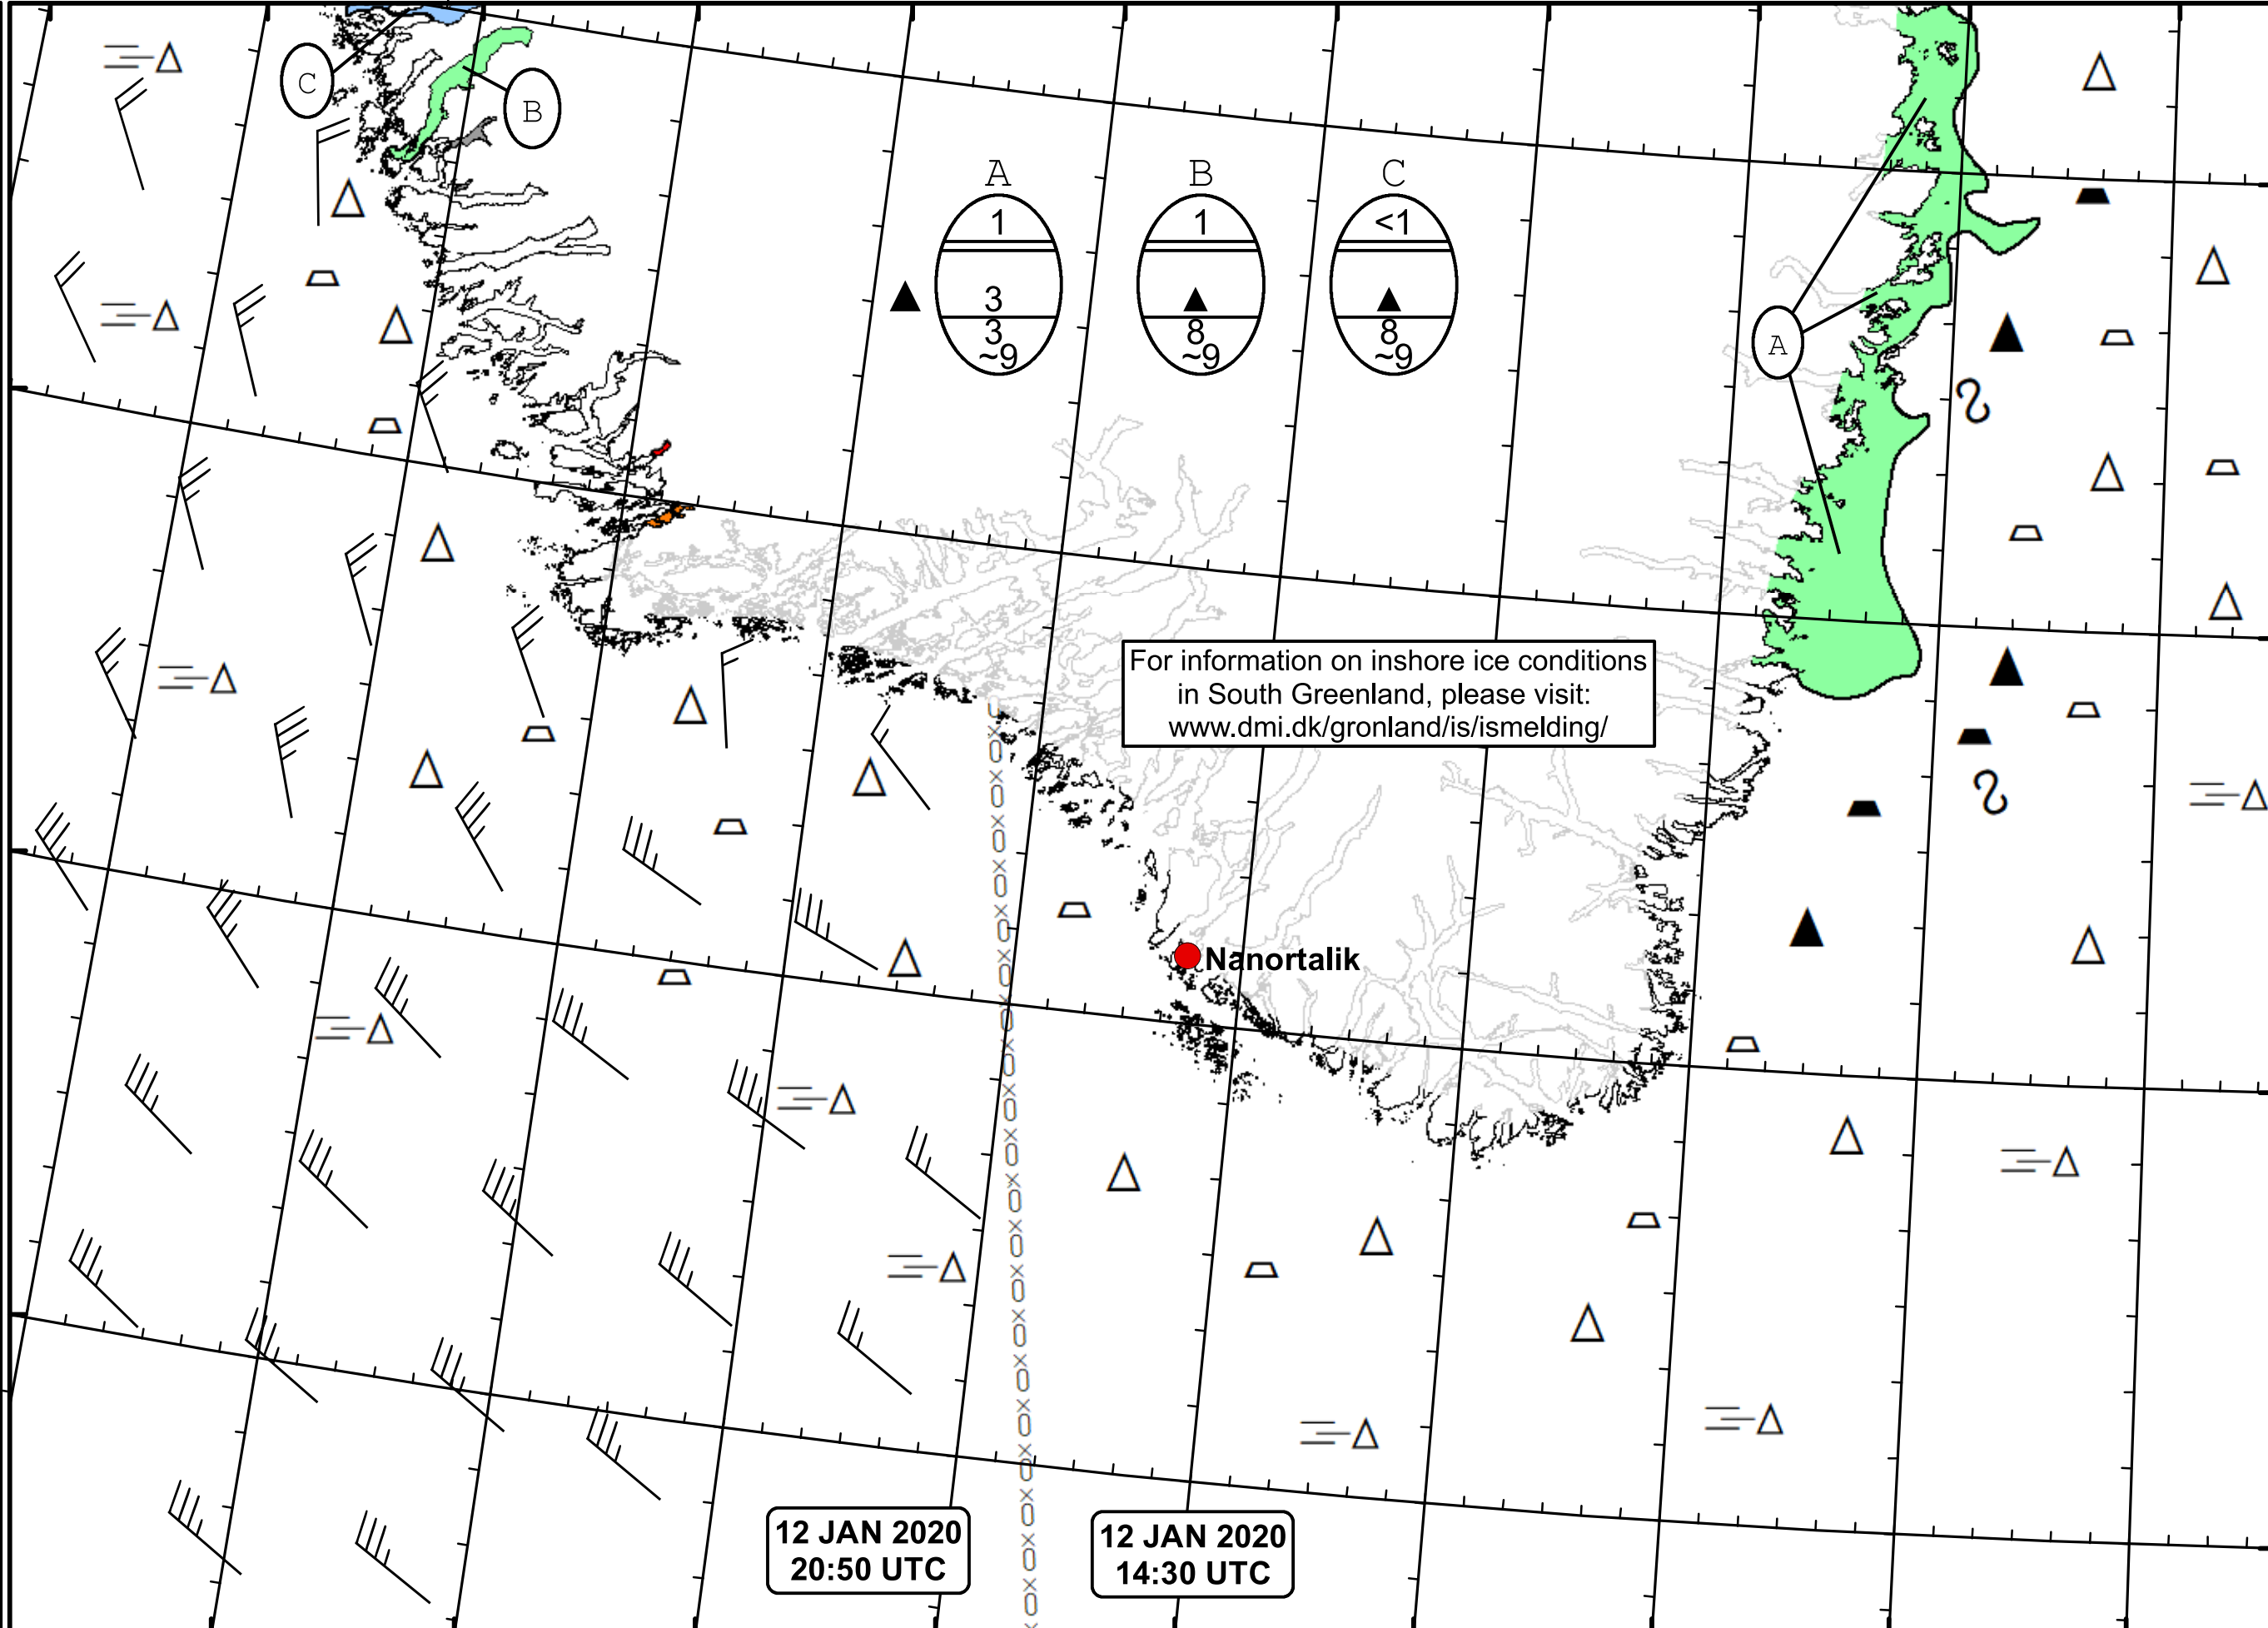 C
B
A
B
C
1
1
<1
3
3
~9
8
~9
8
~9
A
For information on inshore ice conditions
in South Greenland, please visit:
www.dmi.dk/gronland/is/ismelding/
Nanortalik
12 JAN 2020
20:50 UTC
12 JAN 2020
14:30 UTC